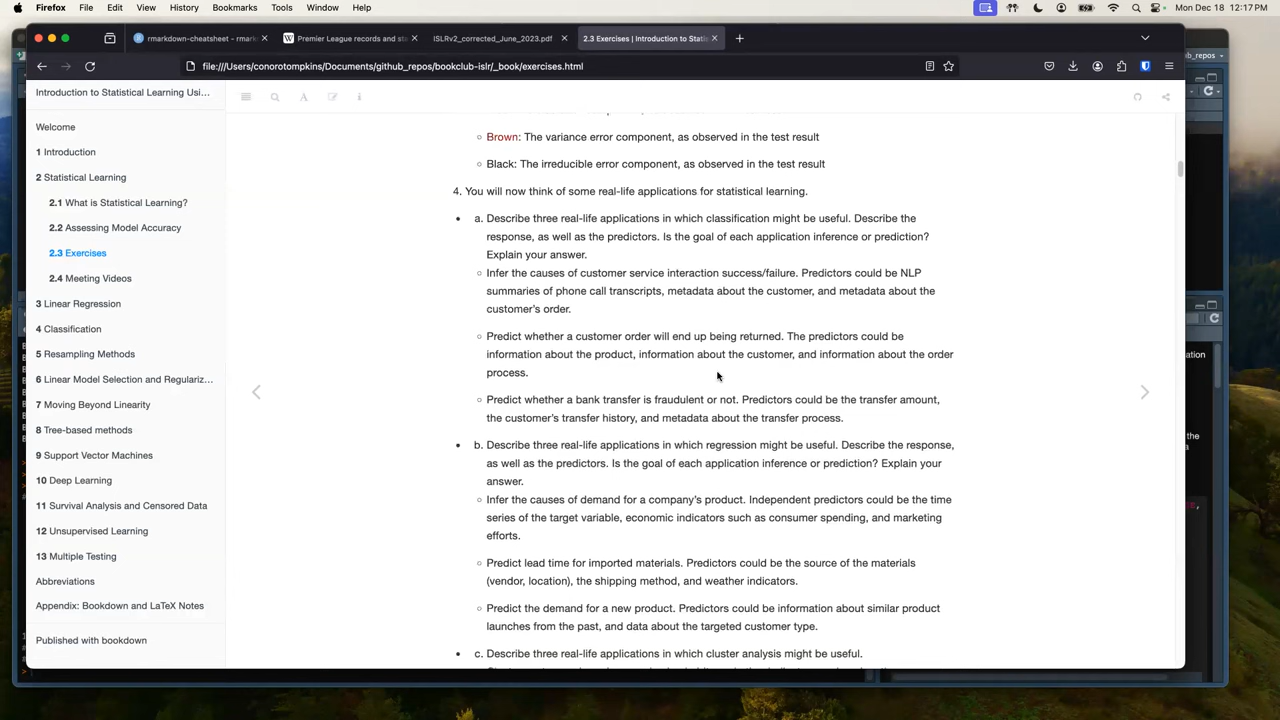 Firefox File Edit View History Bookmarks Tools Window Help Mon Dec 18 12:17 PM
rmarkdown-cheatsheet - rmar
Premier League records and st
ISLRv2_corrected_June_2023.pdf
2.3 Exercises | Introduction to Stati
file:///Users/conorotompkins/Documents/github_repos/bookclub-islr/_book/exercises.html
Introduction to Statistical Learning Usi...
Welcome
1 Introduction
2 Statistical Learning
2.1 What is Statistical Learning?
2.2 Assessing Model Accuracy
2.3 Exercises
2.4 Meeting Videos
3 Linear Regression
4 Classification
5 Resampling Methods
6 Linear Model Selection and Regulariz...
7 Moving Beyond Linearity
8 Tree-based methods
9 Support Vector Machines
10 Deep Learning
11 Survival Analysis and Censored Data
12 Unsupervised Learning
13 Multiple Testing
Abbreviations
Appendix: Bookdown and LaTeX Notes
Published with bookdown
Brown: The variance error component, as observed in the test result
Black: The irreducible error component, as observed in the test result
4. You will now think of some real-life applications for statistical learning.
a. Describe three real-life applications in which classification might be useful. Describe the
response, as well as the predictors. Is the goal of each application inference or prediction?
Explain your answer.
Infer the causes of customer service interaction success/failure. Predictors could be NLP
summaries of phone call transcripts, metadata about the customer, and metadata about the
customer's order.
Predict whether a customer order will end up being returned. The predictors could be
information about the product, information about the customer, and information about the order
process.
Predict whether a bank transfer is fraudulent or not. Predictors could be the transfer amount,
the customer's transfer history, and metadata about the transfer process.
b. Describe three real-life applications in which regression might be useful. Describe the response,
as well as the predictors. Is the goal of each application inference or prediction? Explain your
answer.
Infer the causes of demand for a company's product. Independent predictors could be the time
series of the target variable, economic indicators such as consumer spending, and marketing
efforts.
Predict lead time for imported materials. Predictors could be the source of the materials
(vendor, location), the shipping method, and weather indicators.
Predict the demand for a new product. Predictors could be information about similar product
launches from the past, and data about the targeted customer type.
c. Describe three real-life applications in which cluster analysis might be useful.